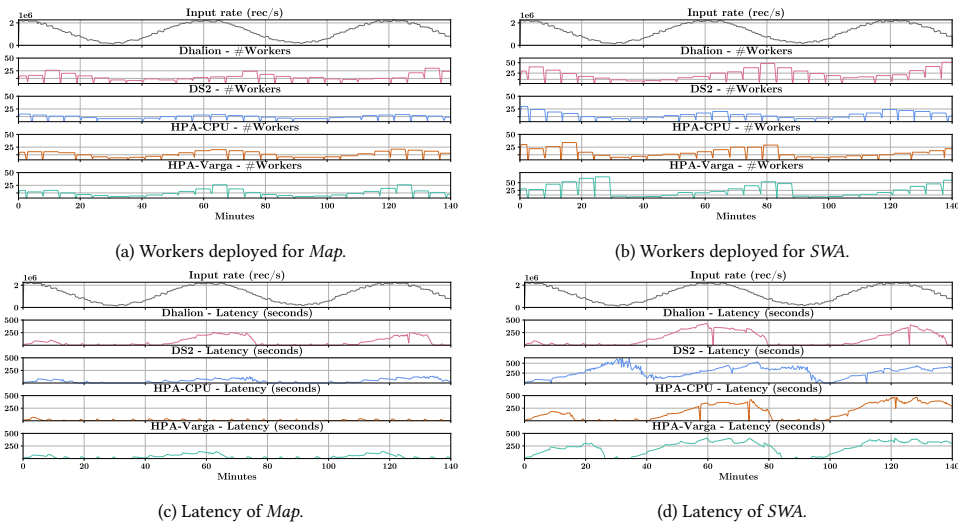 Input rate (rec/s)
2
0
Dhalion - #Workers
50
25
DS2 - #Workers
50
25
HPA-CPU - #Workers
50
25
HPA-Varga - #Workers
50
25
0 20 40 60 80 100 120 140
Minutes
(a) Workers deployed for Map.
1e6
Input rate (rec/s)
2
0
Dhalion - #Workers
50
25
DS2 - #Workers
50
25
HPA-CPU - #Workers
50
25
HPA-Varga - #Workers
50
25
0 20 40 60 80 100 120 140
Minutes
(b) Workers deployed for SWA.
1e6
Input rate (rec/s)
2
0
Dhalion - Latency (seconds)
500
250
DS2 - Latency (seconds)
500
250
HPA-CPU - Latency (seconds)
500
250
HPA-Varga - Latency (seconds)
500
250
0 20 40 60 80 100 120 140
Minutes
(c) Latency of Map.
1e6
Input rate (rec/s)
2
0
Dhalion - Latency (seconds)
500
250
DS2 - Latency (seconds)
500
250
HPA-CPU - Latency (seconds)
500
250
HPA-Varga - Latency (seconds)
500
250
0 20 40 60 80 100 120 140
Minutes
(d) Latency of SWA.